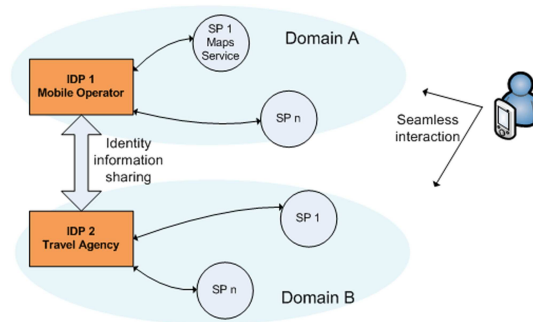 SP 1
Maps
Service
Domain A
IDP 1
Mobile Operator
SP n
Seamless
interaction
Identity
information
sharing
IDP 2
Travel Agency
SP 1
SP n
Domain B